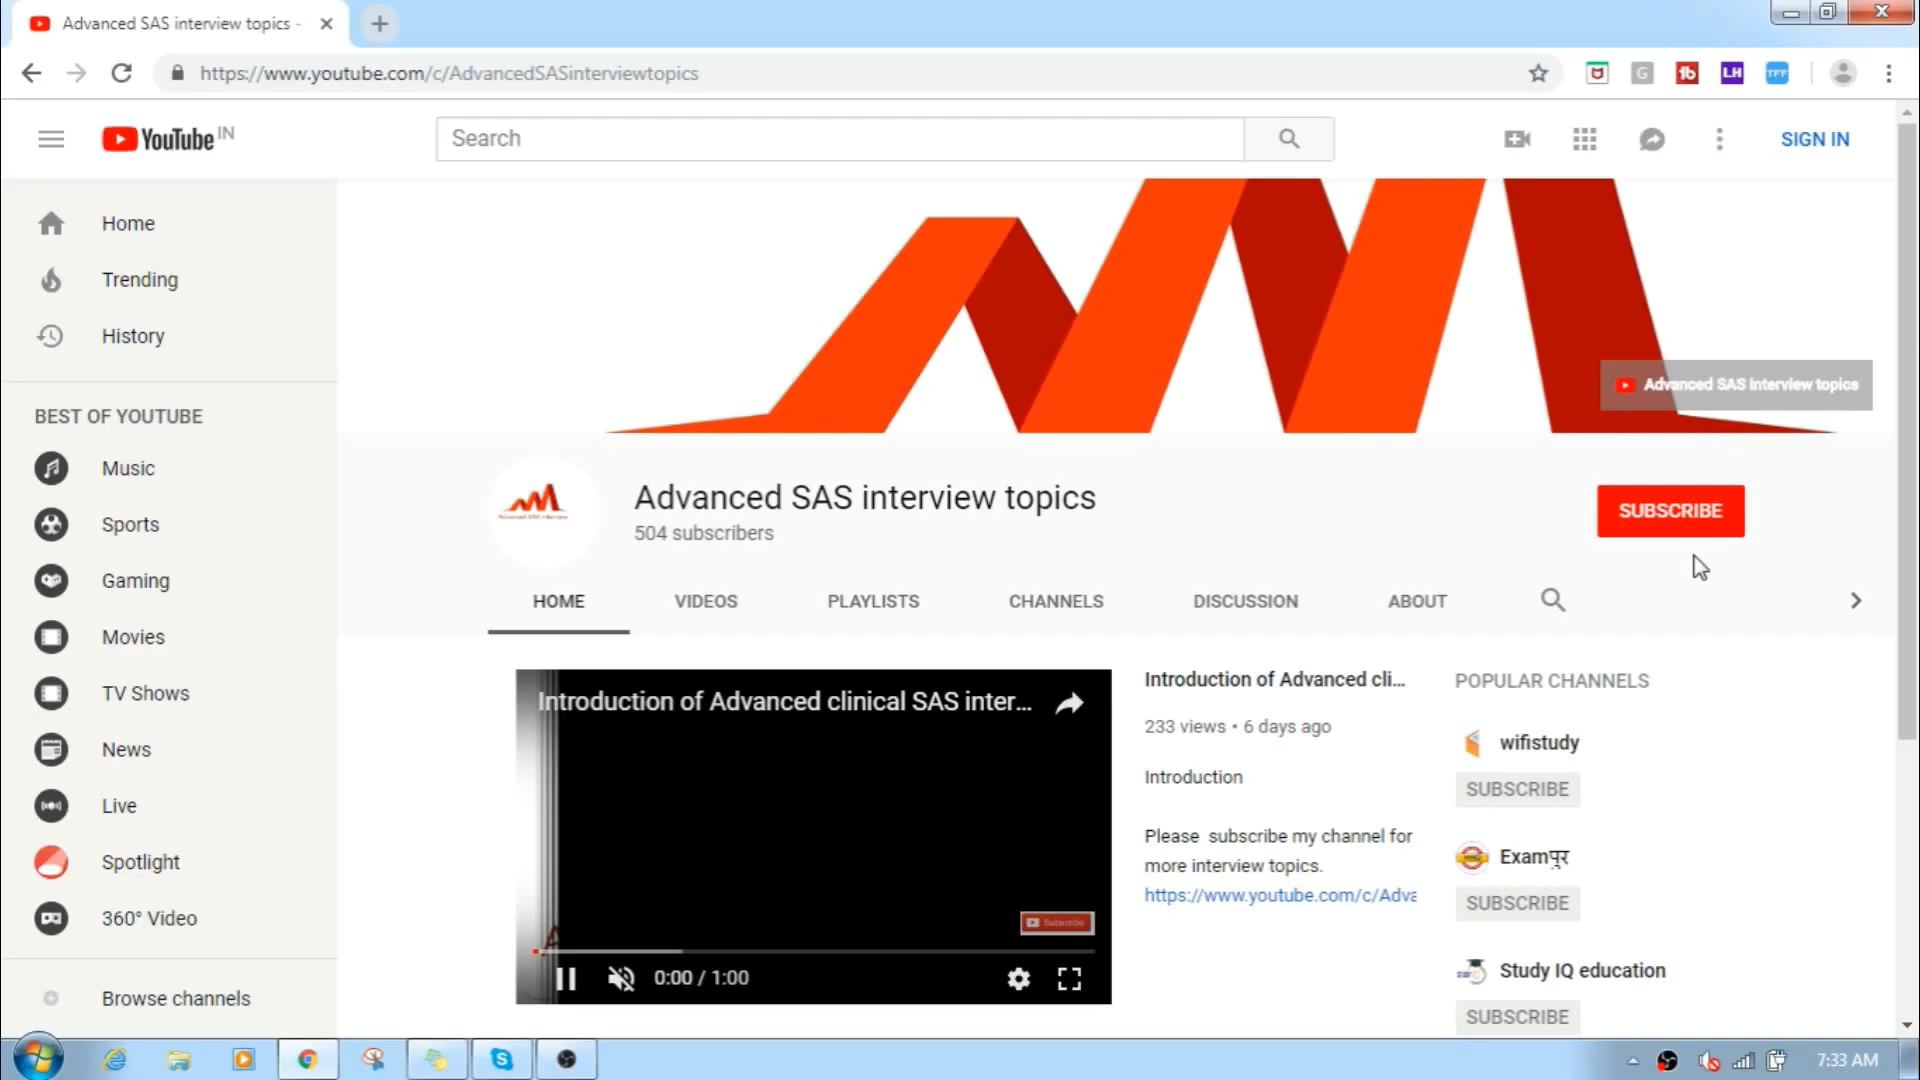 Advanced SAS interview topics -
https://www.youtube.com/c/AdvancedSASinterviewtopics
G
LH
TFF
YouTube IN
Search
SIGN IN
Home
Trending
History
BEST OF YOUTUBE
Music
Sports
Gaming
Movies
TV Shows
News
Live
Spotlight
360° Video
Browse channels
Advanced SAS interview topics
Advanced SAS interview topics
504 subscribers
SUBSCRIBE
HOME
VIDEOS
PLAYLISTS
CHANNELS
DISCUSSION
ABOUT
Introduction of Advanced clinical SAS inter...
Subscribe
0:00 / 1:00
Introduction of Advanced cli...
233 views • 6 days ago
Introduction
Please subscribe my channel for
more interview topics.
https://www.youtube.com/c/Adva
POPULAR CHANNELS
wifistudy
SUBSCRIBE
Examपुर
SUBSCRIBE
Study IQ education
SUBSCRIBE
7:33 AM